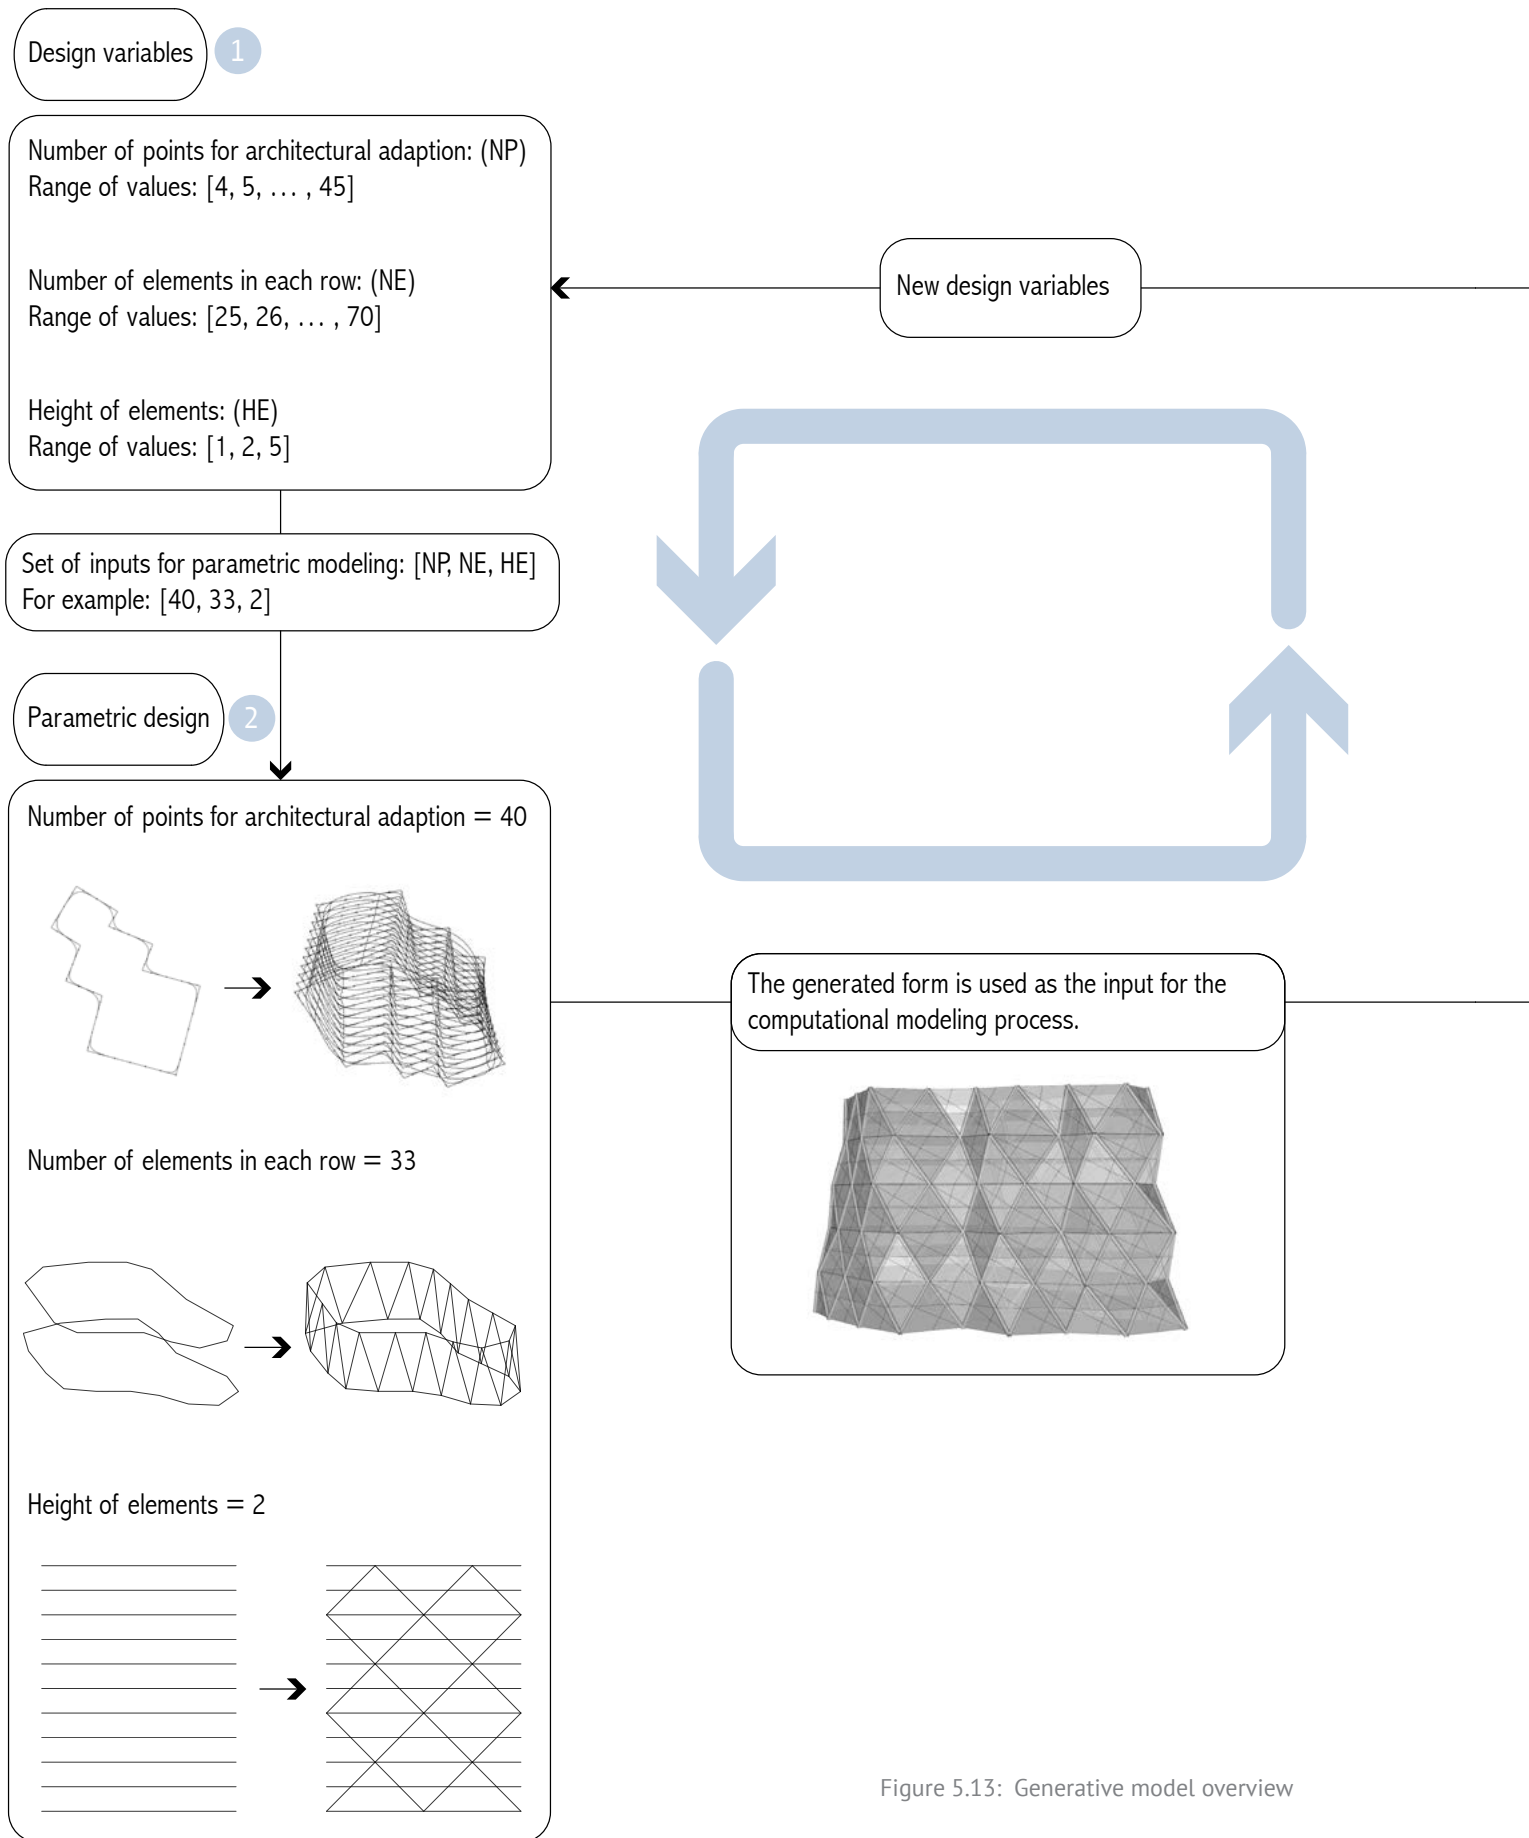 Design variables
1
Number of points for architectural adaption: (NP)
Range of values: [4, 5, ... , 45]
Number of elements in each row: (NE)
Range of values: [25, 26, ... , 70]
Height of elements: (HE)
Range of values: [1, 2, 5]
New design variables
Set of inputs for parametric modeling: [NP, NE, HE]
For example: [40, 33, 2]
Parametric design
2
Number of points for architectural adaption = 40
The generated form is used as the input for the
computational modeling process.
Number of elements in each row = 33
Height of elements = 2
Figure 5.13: Generative model overview